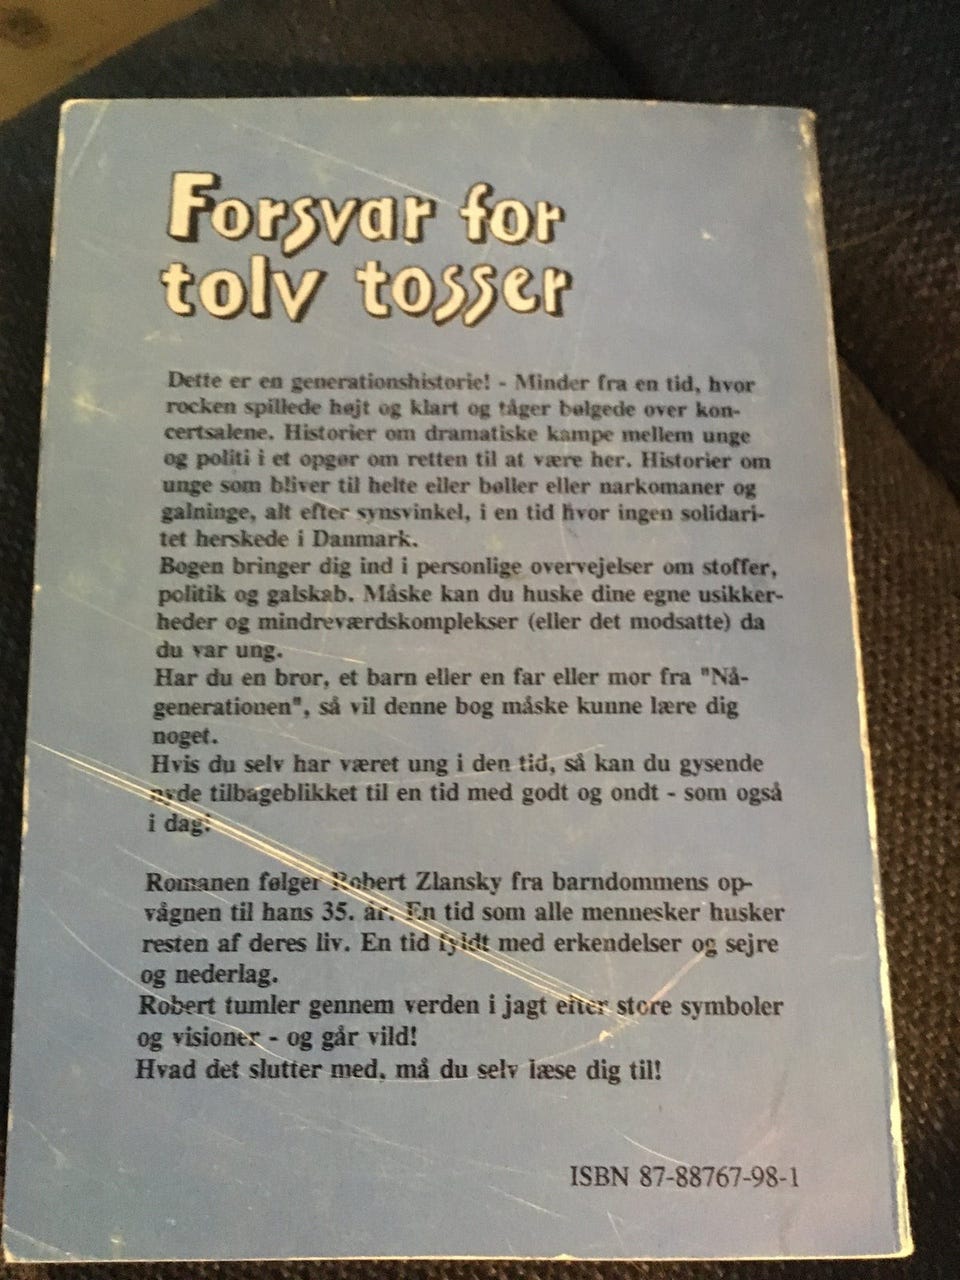 Forsvar for
tolv tosser
Dette er en generationshistorie! - Minder fra en tid, hvor
rocken spillede højt og klart og tåger bølgede over kon-
certsalene. Historier om dramatiske kampe mellem unge
og politi i et opgør om retten til at være her. Historier om
unge som bliver til helte eller bøller eller narkomaner og
galninge, alt efter synsvinkel, i en tid hvor ingen solidari-
tet herskede i Danmark.
Bogen bringer dig ind i personlige overvejelser om stoffer,
politik og galskab. Måske kan du huske dine egne usikker-
heder og mindreværdskomplekser (eller det modsatte) da
du var ung.
Har du en bror, et barn eller en far eller mor fra "Nå-
generationen", så vil denne bog måske kunne lære dig
noget.
Hvis du selv har været ung i den tid, så kan du gysende
nyde tilbageblikket til en tid med godt og ondt - som også
i dag!
Romanen følger Robert Zlansky fra barndommens op-
vågnen til hans 35. år. En tid som alle mennesker husker
resten af deres liv. En tid fyldt med erkendelser og sejre
og nederlag.
Robert tumler gennem verden i jagt efter store symboler
og visioner - og går vild!
Hvad det slutter med, må du selv læse dig til!
ISBN 87-88767-98-1